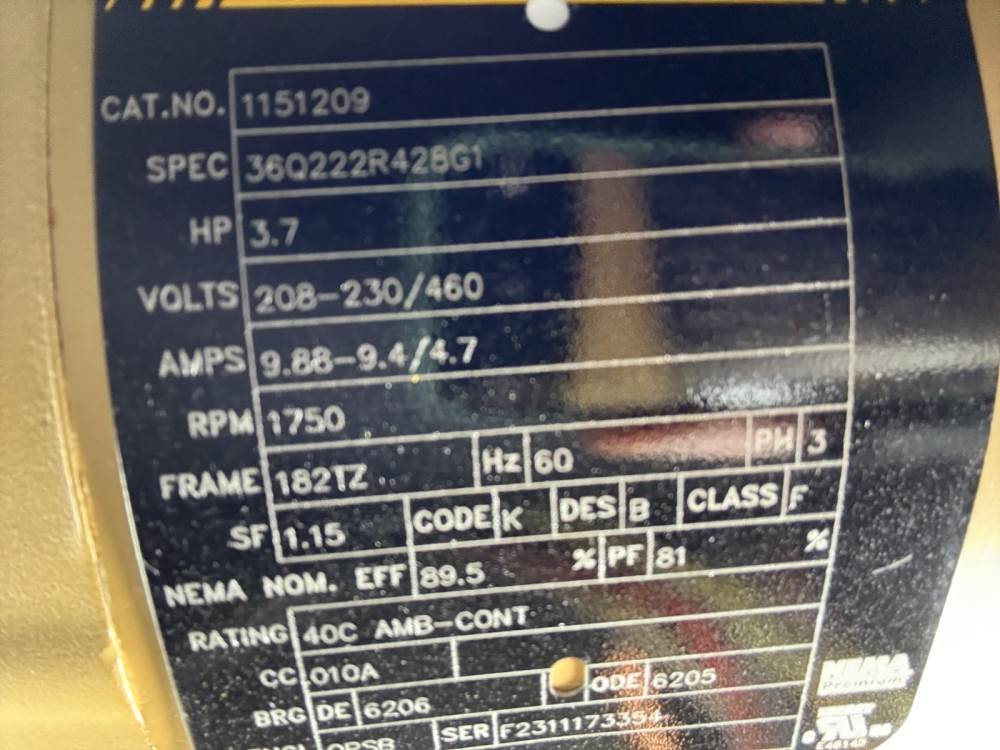 CAT.NO. 1151209
SPEC 36Q222R428G1
HP 3.7
VOLTS 208-230/460
AMPS 9.88-9.4/4.7
RPM 1750
FRAME 182TZ Hz 60 PH 3
SF 1.15 CODE K DES B CLASS F
NEMA NOM. EFF 89.5 % PF 81 %
RATING 40C AMB-CONT
CC 010A
BRG DE 6206 ODE 6205
SER F2311173354
NEMA
Premium